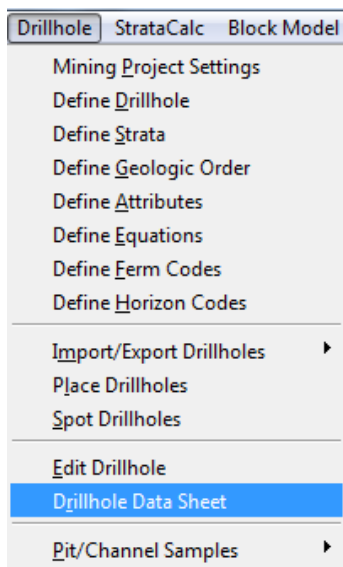 Drillhole StrataCalc Block Model
Mining Project Settings
Define Drillhole
Define Strata
Define Geologic Order
Define Attributes
Define Equations
Define Ferm Codes
Define Horizon Codes
Import/Export Drillholes
Place Drillholes
Spot Drillholes
Edit Drillhole
Drillhole Data Sheet
Pit/Channel Samples